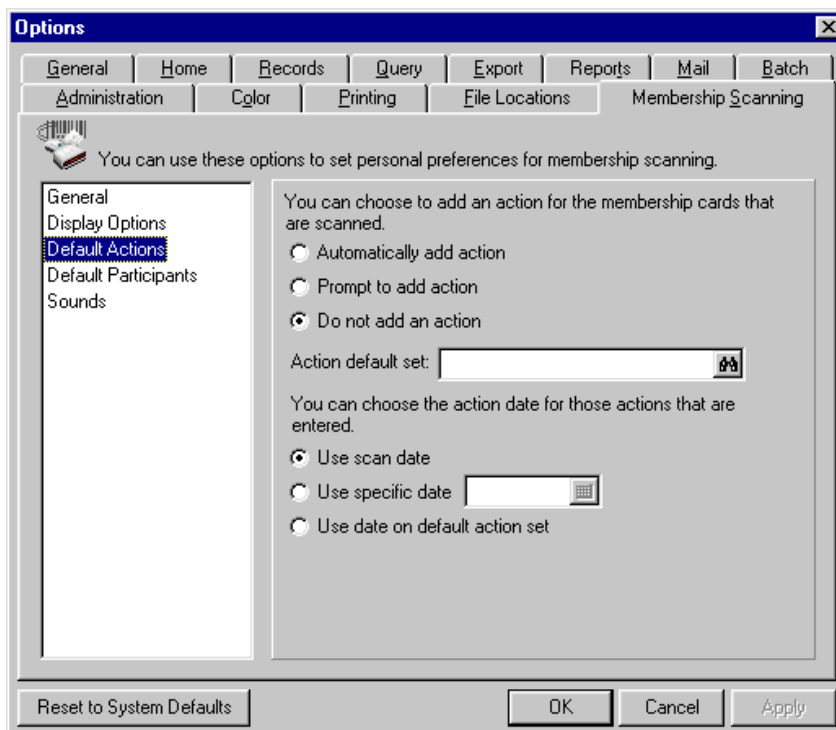 Options
General Home Records Query Export Reports Mail Batch
Administration Color Printing File Locations Membership Scanning
You can use these options to set personal preferences for membership scanning.
General
Display Options
Default Actions
Default Participants
Sounds
You can choose to add an action for the membership cards that
are scanned.
Automatically add action
Prompt to add action
Do not add an action
Action default set:
You can choose the action date for those actions that are
entered.
Use scan date
Use specific date
Use date on default action set
Reset to System Defaults OK Cancel Apply